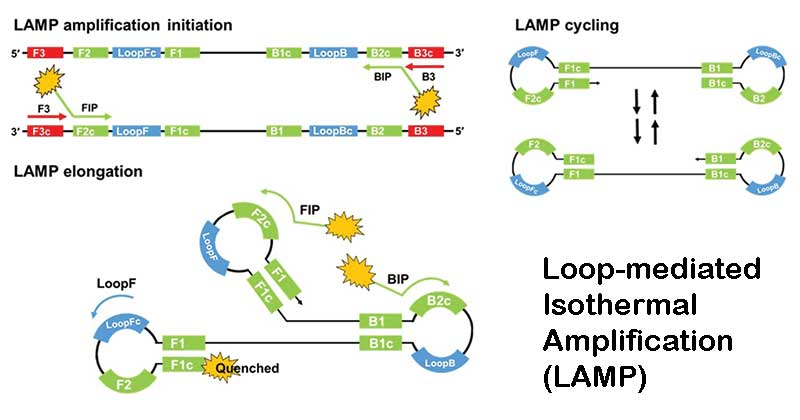 LAMP amplification initiation
5′ F3 F2 LoopFc F1 B1c LoopB B2c B3c 3′
BIP B3
F3 FIP
3′ F3c F2c LoopF F1c B1 LoopBc B2 B3 5′
LAMP cycling
LoopF F1c B1 LoopBc
F2c F1 B1c B2
F2 F1c B1 B2c
LoopFc F1 B1c LoopB
LAMP elongation
FIP
F2c
LoopF
BIP
F1
F1c
B2c
LoopF
LoopFc
F1 B1
B1c
F1c Quenched
LoopB
F2
Loop-mediated
Isothermal
Amplification
(LAMP)